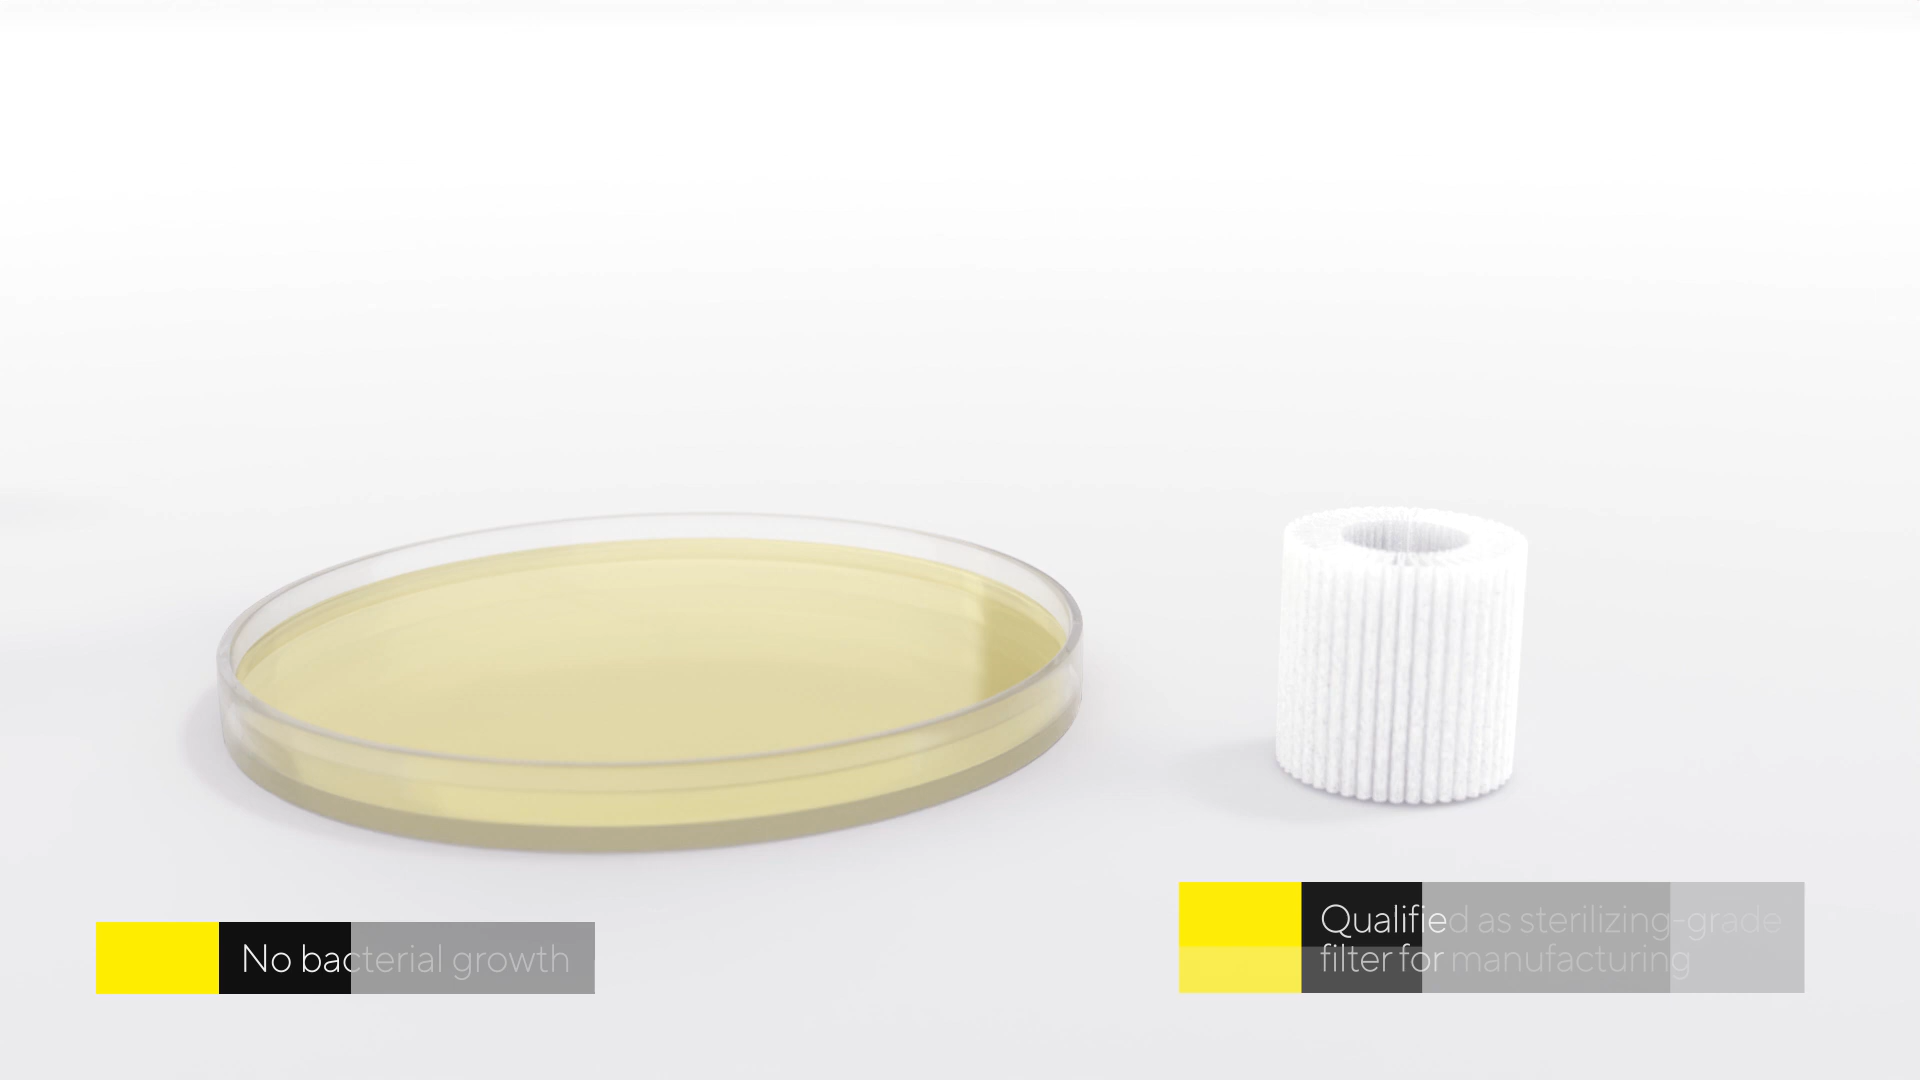 No bacterial growth
Qualified as sterilizing-grade
filter for manufacturing